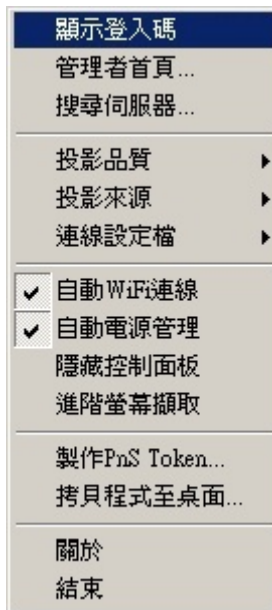 顯示登入碼
管理者首頁...
搜尋伺服器...
投影品質
投影來源
連線設定檔
自動WiFi連線
自動電源管理
隱藏控制面板
進階螢幕擷取
製作PnS Token...
拷貝程式至桌面...
關於
結束